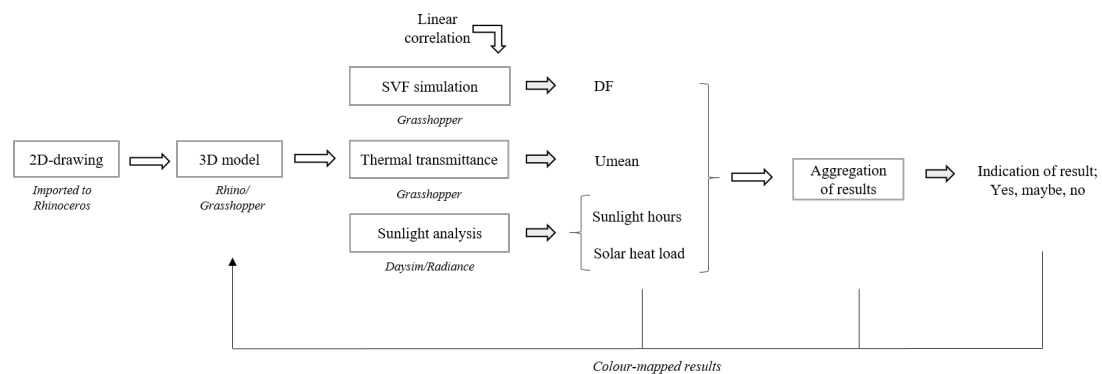 Linear
correlation
SVF simulation
DF
Grasshopper
2D-drawing
3D model
Thermal transmittance
Umean
Aggregation
of results
Indication of result;
Yes, maybe, no
Imported to
Rhinoceros
Rhino/
Grasshopper
Grasshopper
Sunlight analysis
Sunlight hours
Solar heat load
Daysim/Radiance
Colour-mapped results